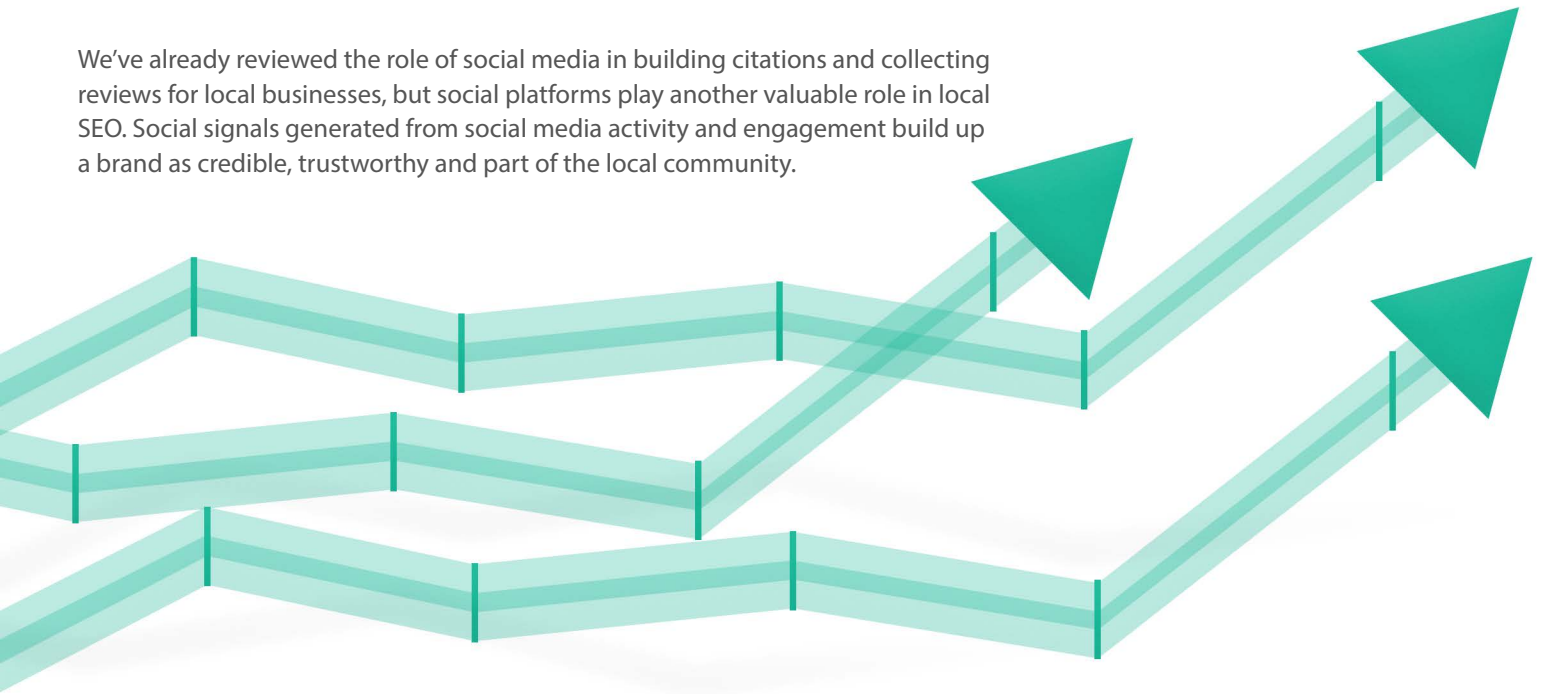 We’ve already reviewed the role of social media in building citations and collecting
reviews for local businesses, but social platforms play another valuable role in local
SEO. Social signals generated from social media activity and engagement build up
a brand as credible, trustworthy and part of the local community.